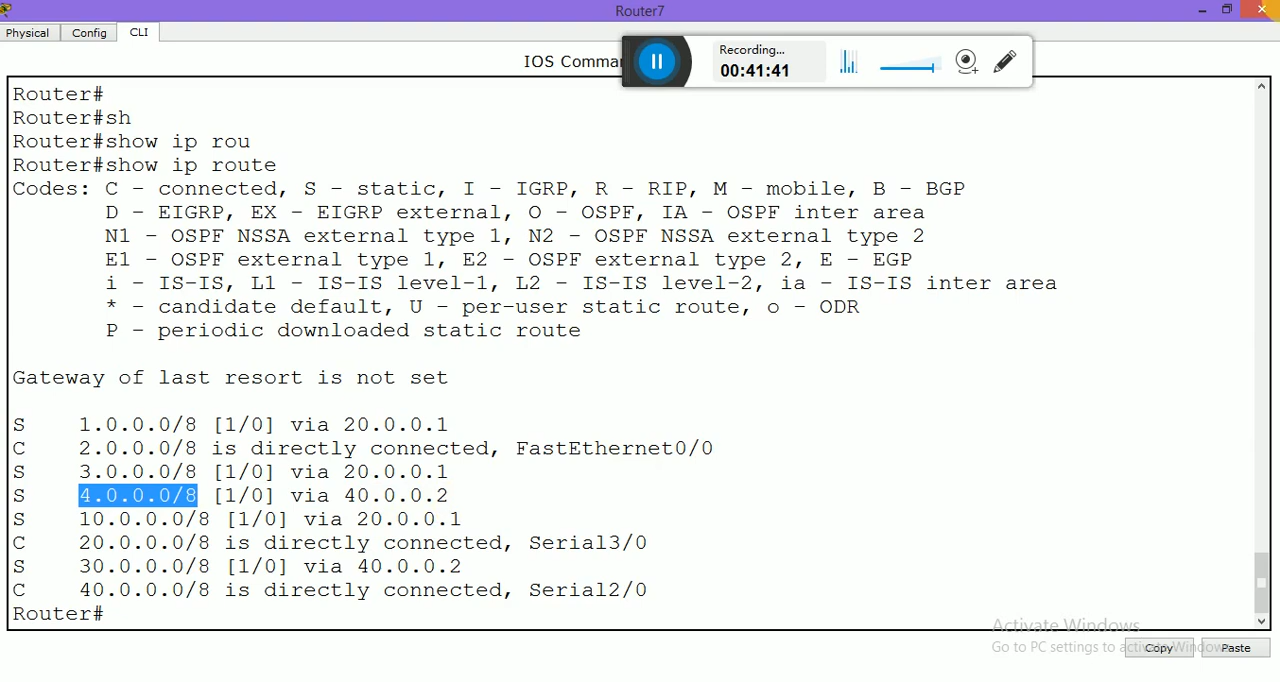 Router7
Physical
Config
CLI
IOS Comman
Recording...
00:41:41
Router#
Router#sh
Router#show ip rou
Router#show ip route
Codes: C - connected, S - static, I - IGRP, R - RIP, M - mobile, B - BGP
D - EIGRP, EX - EIGRP external, O - OSPF, IA - OSPF inter area
N1 - OSPF NSSA external type 1, N2 - OSPF NSSA external type 2
E1 - OSPF external type 1, E2 - OSPF external type 2, E - EGP
i - IS-IS, L1 - IS-IS level-1, L2 - IS-IS level-2, ia - IS-IS inter area
* - candidate default, U - per-user static route, o - ODR
P - periodic downloaded static route
Gateway of last resort is not set
S 1.0.0.0/8 [1/0] via 20.0.0.1
C 2.0.0.0/8 is directly connected, FastEthernet0/0
S 3.0.0.0/8 [1/0] via 20.0.0.1
S 4.0.0.0/8 [1/0] via 40.0.0.2
S 10.0.0.0/8 [1/0] via 20.0.0.1
C 20.0.0.0/8 is directly connected, Serial3/0
S 30.0.0.0/8 [1/0] via 40.0.0.2
C 40.0.0.0/8 is directly connected, Serial2/0
Router#
Activate Windows
Go to PC settings to activate Windows.
Copy
Paste